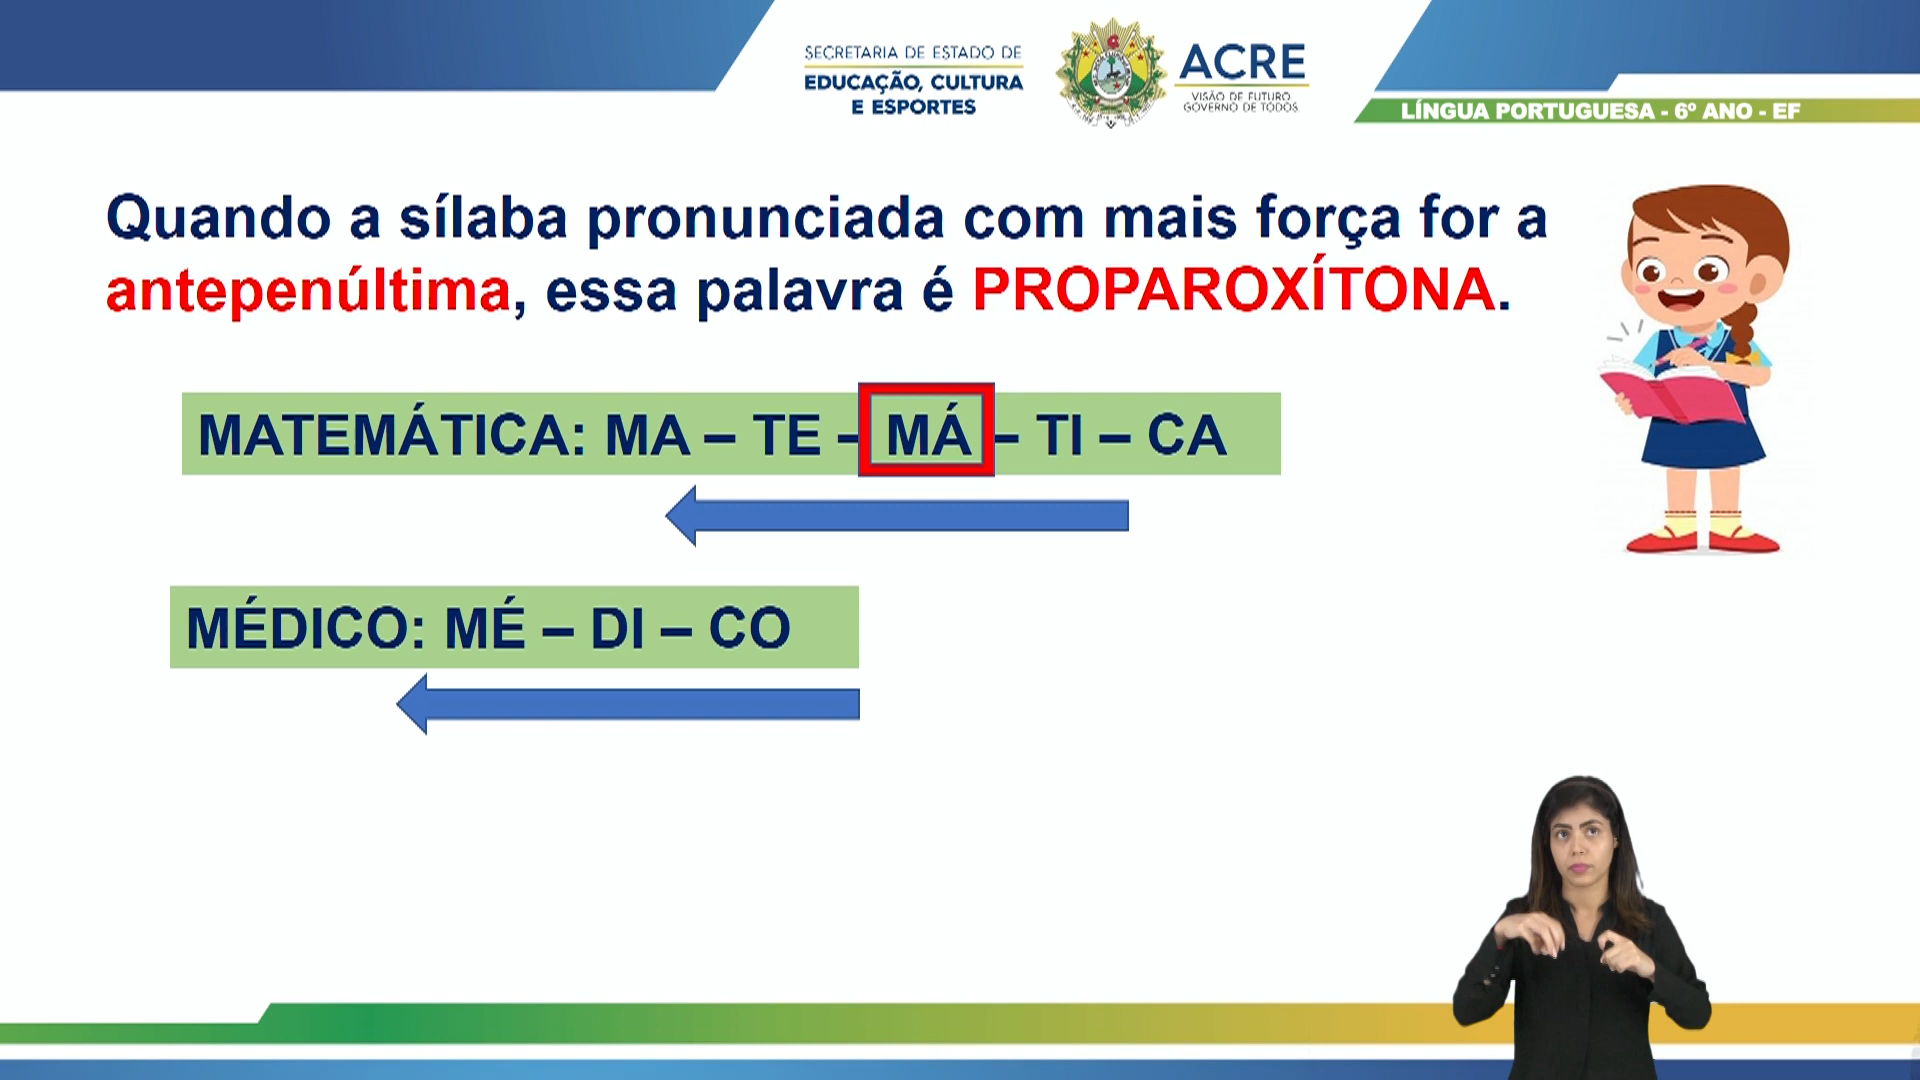 SECRETARIA DE ESTADO DE
EDUCAÇÃO, CULTURA
E ESPORTES
ACRE
VISÃO DE FUTURO.
GOVERNO DE TODOS.
LÍNGUA PORTUGUESA - 6º ANO - EF
Quando a sílaba pronunciada com mais força for a
antepenúltima, essa palavra é PROPAROXÍTONA.
MATEMÁTICA: MA – TE – MÁ – TI – CA
MÉDICO: MÉ – DI – CO